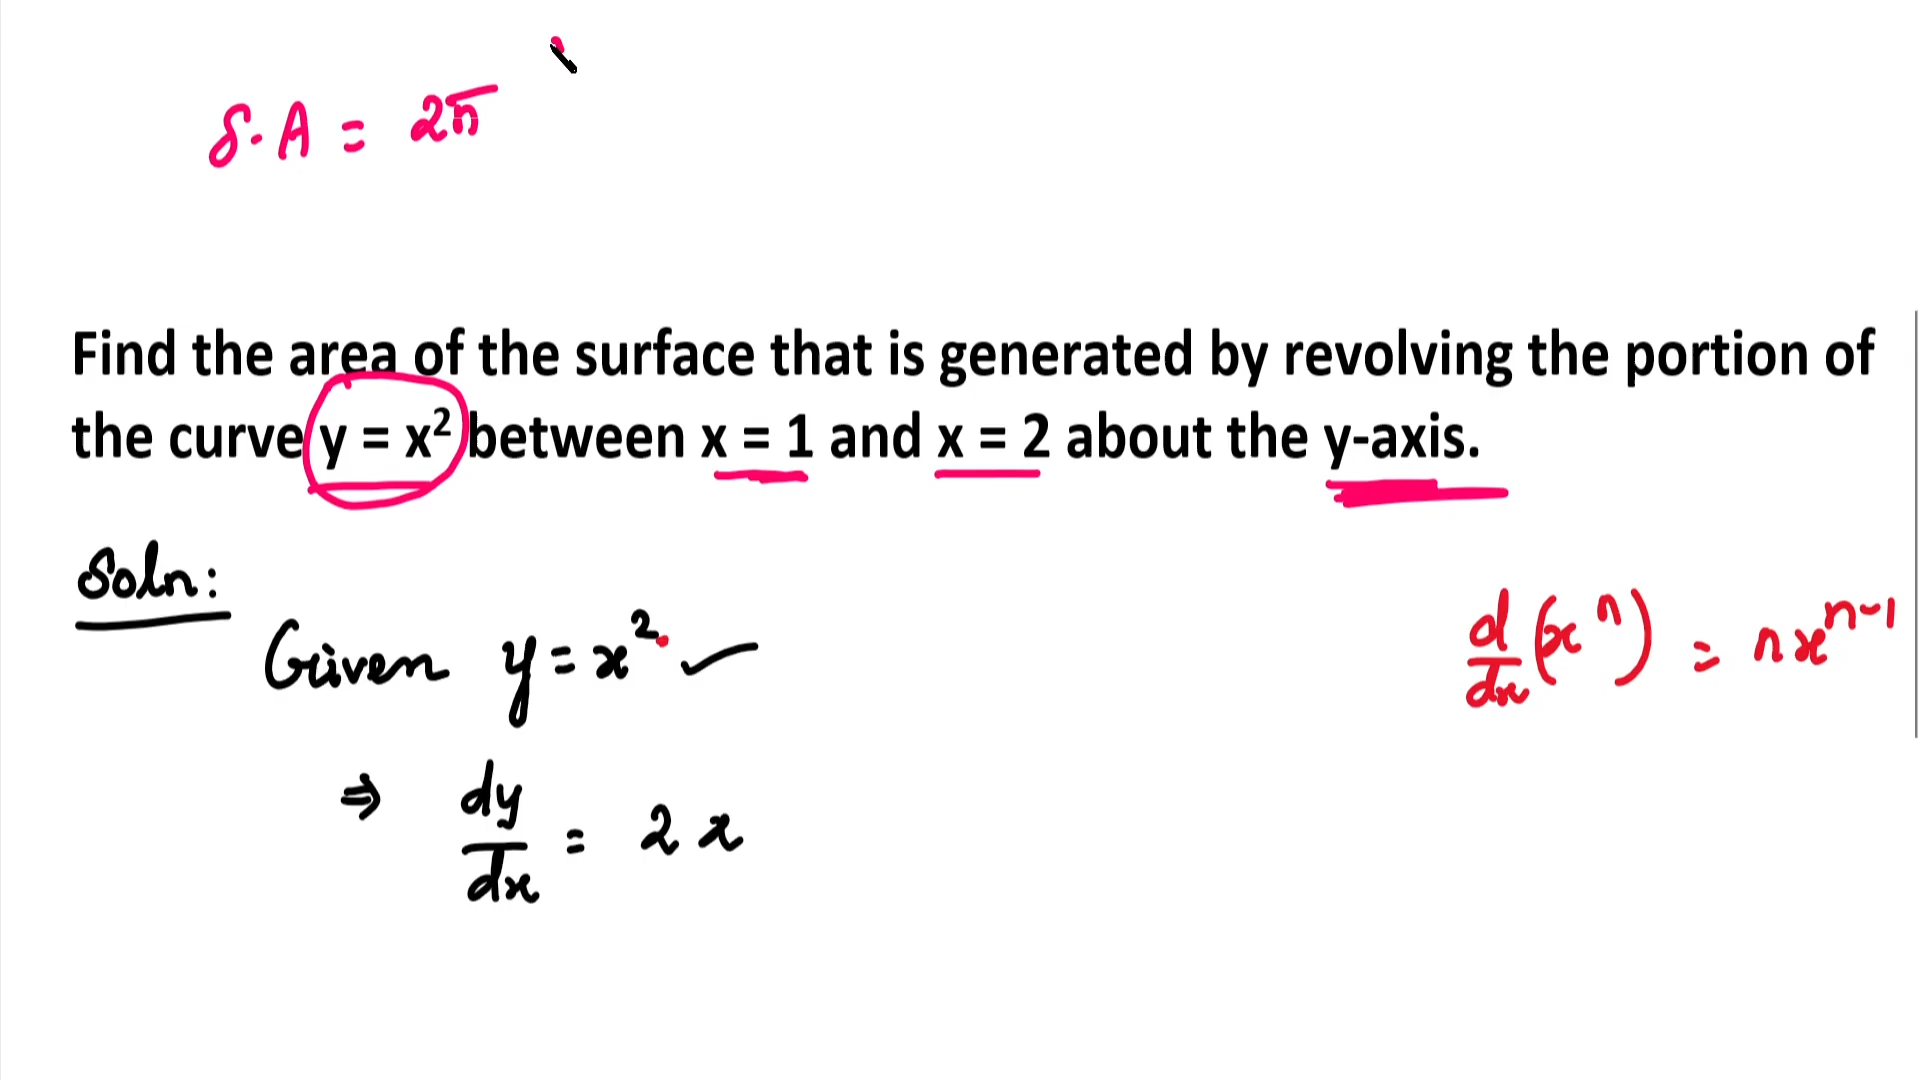 S.A = 2π
Find the area of the surface that is generated by revolving the portion of
the curve y = x² between x = 1 and x = 2 about the y-axis.
Soln:
Given y = x²
d/dx (xⁿ) = nxⁿ⁻¹
⇒ dy/dx = 2x